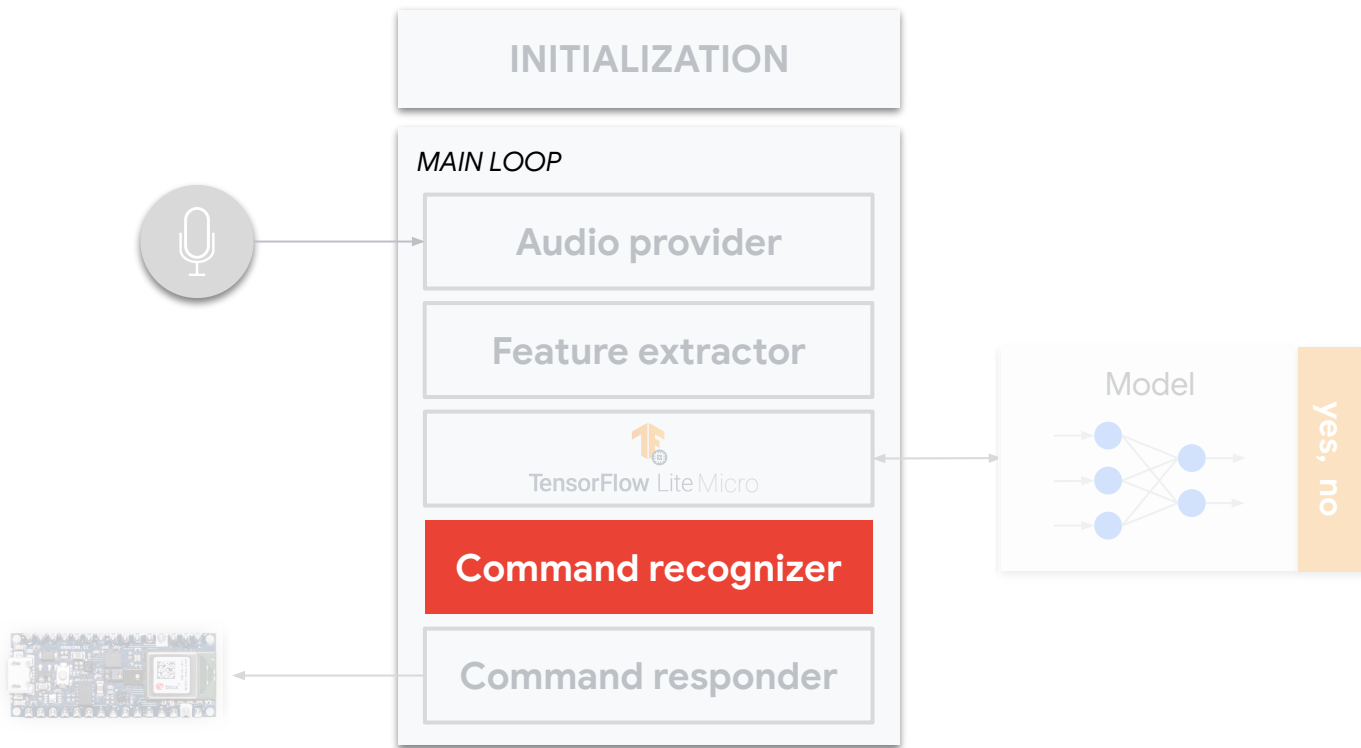 INITIALIZATION
MAIN LOOP
Audio provider
Feature extractor
Model
yes, no
TensorFlow Lite Micro
Command recognizer
Command responder